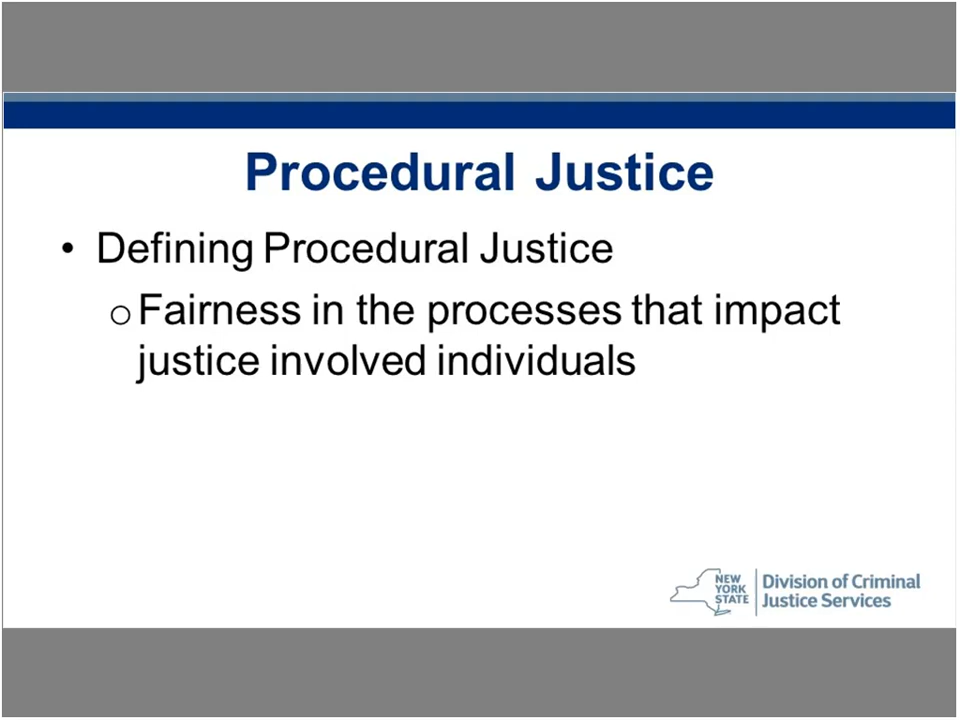 Procedural Justice
• Defining Procedural Justice
o Fairness in the processes that impact
justice involved individuals
NEW
YORK
STATE
Division of Criminal
Justice Services